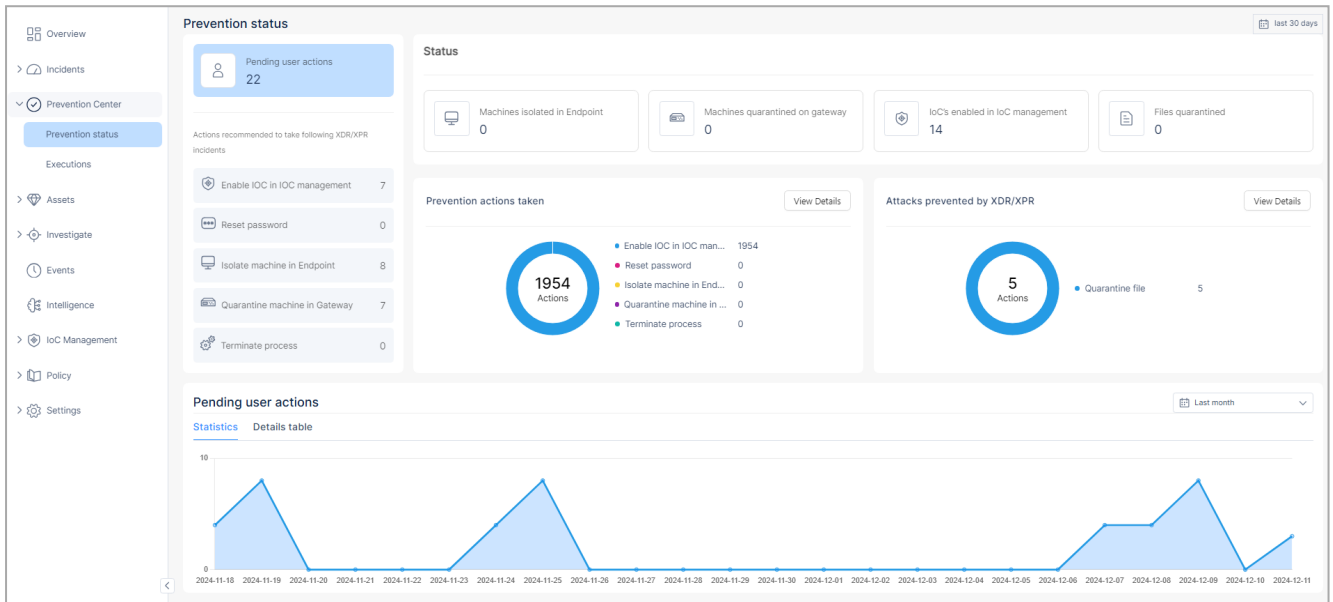 Overview
Incidents
Prevention Center
Prevention status
Executions
Assets
Investigate
Events
Intelligence
IoC Management
Policy
Settings
Prevention status
last 30 days
Pending user actions
22
Actions recommended to take following XDR/XPR
incidents
Enable IOC in IOC management 7
Reset password 0
Isolate machine in Endpoint 8
Quarantine machine in Gateway 7
Terminate process 0
Status
Machines isolated in Endpoint
0
Machines quarantined on gateway
0
IoC's enabled in IoC management
14
Files quarantined
0
Prevention actions taken
View Details
1954
Actions
Enable IOC in IOC man... 1954
Reset password 0
Isolate machine in End... 0
Quarantine machine in ... 0
Terminate process 0
Attacks prevented by XDR/XPR
View Details
5
Actions
Quarantine file 5
Pending user actions
Last month
Statistics Details table
10
0
2024-11-18 2024-11-19 2024-11-20 2024-11-21 2024-11-22 2024-11-23 2024-11-24 2024-11-25 2024-11-26 2024-11-27 2024-11-28 2024-11-29 2024-11-30 2024-12-01 2024-12-02 2024-12-03 2024-12-04 2024-12-05 2024-12-06 2024-12-07 2024-12-08 2024-12-09 2024-12-10 2024-12-11